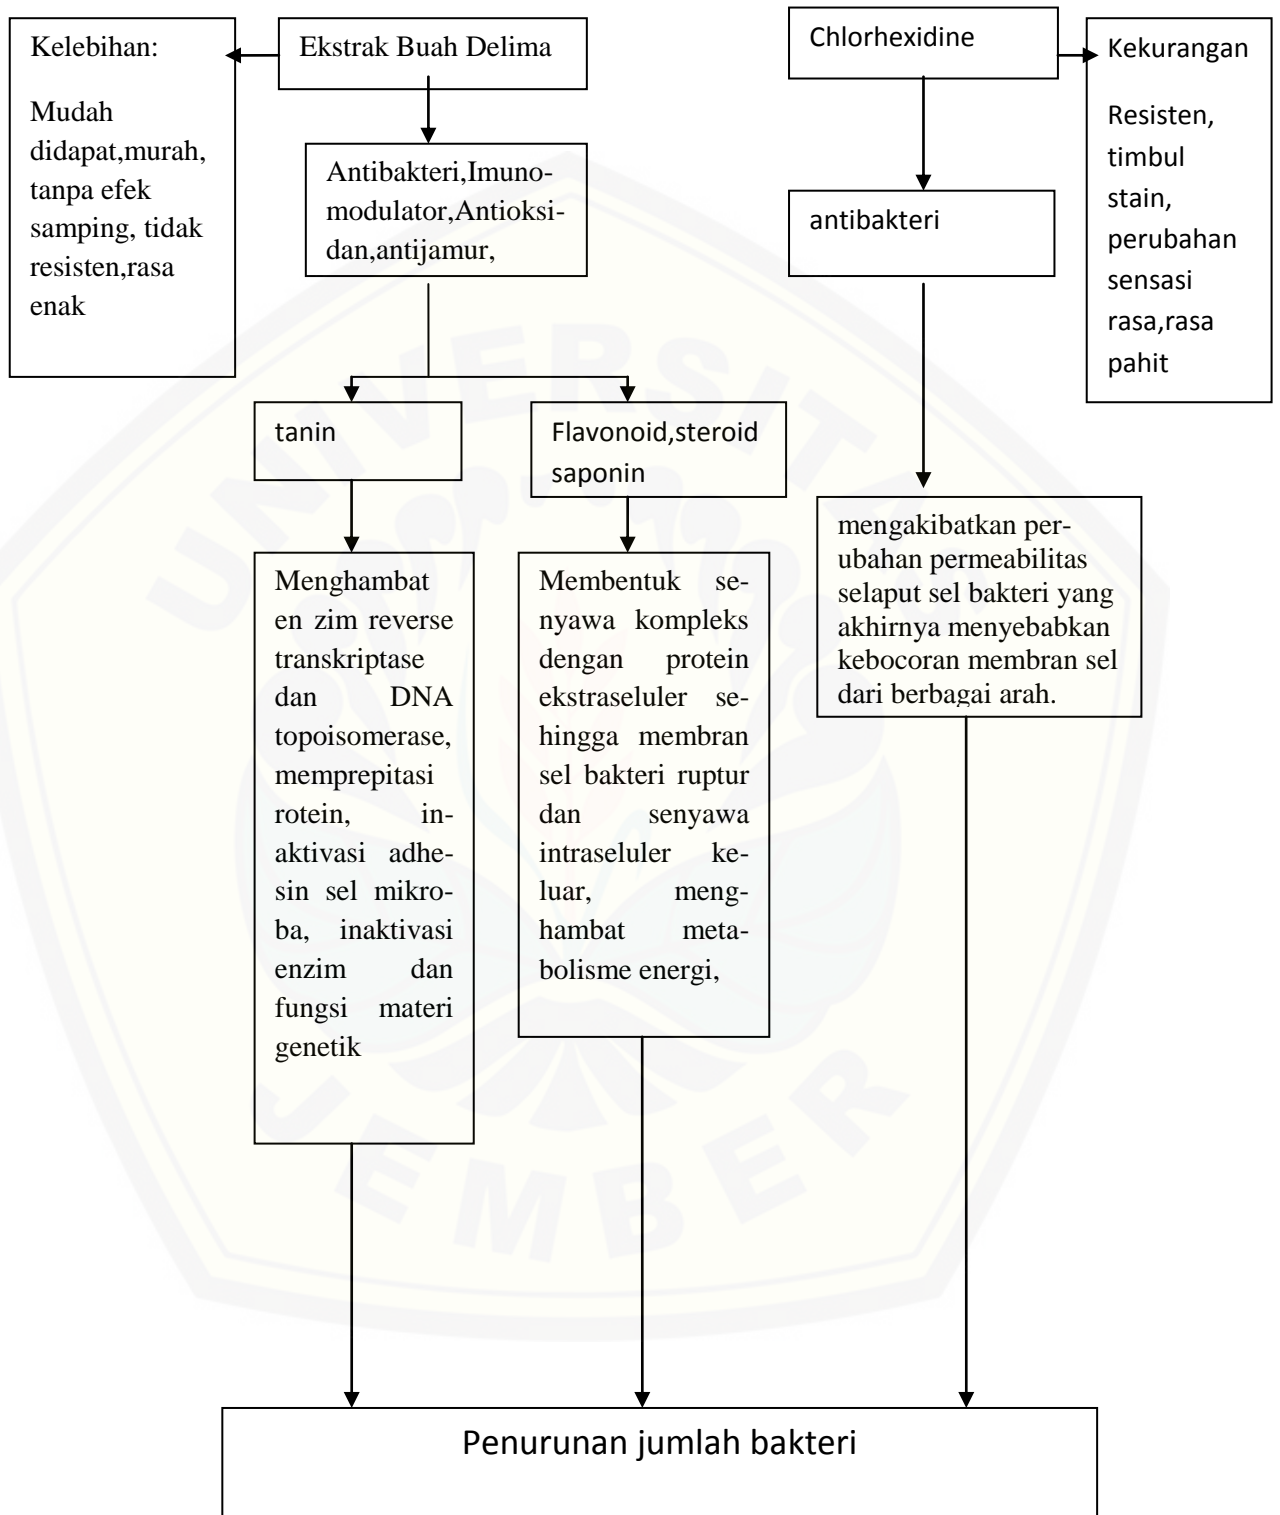 Kelebihan:
Mudah
didapat,murah,
tanpa efek
samping, tidak
resisten,rasa
enak
Ekstrak Buah Delima
Antibakteri,Imuno-
modulator,Antioksi-
dan,antijamur,
Chlorhexidine
antibakteri
Kekurangan
Resisten,
timbul
stain,
perubahan
sensasi
rasa,rasa
pahit
tanin
Flavonoid,steroid
saponin
Menghambat
en zim reverse
transkriptase
dan DNA
topoisomerase,
memprepitasi
rotein, in-
aktivasi adhe-
sin sel mikro-
ba, inaktivasi
enzim dan
fungsi materi
genetik
Membentuk se-
nyawa kompleks
dengan protein
ekstraseluler se-
hingga membran
sel bakteri ruptur
dan senyawa
intraseluler ke-
luar, meng-
hambat meta-
bolisme energi,
mengakibatkan per-
ubahan permeabilitas
selaput sel bakteri yang
akhirnya menyebabkan
kebocoran membran sel
dari berbagai arah.
Penurunan jumlah bakteri
UNIVERSITAS
JEMBER